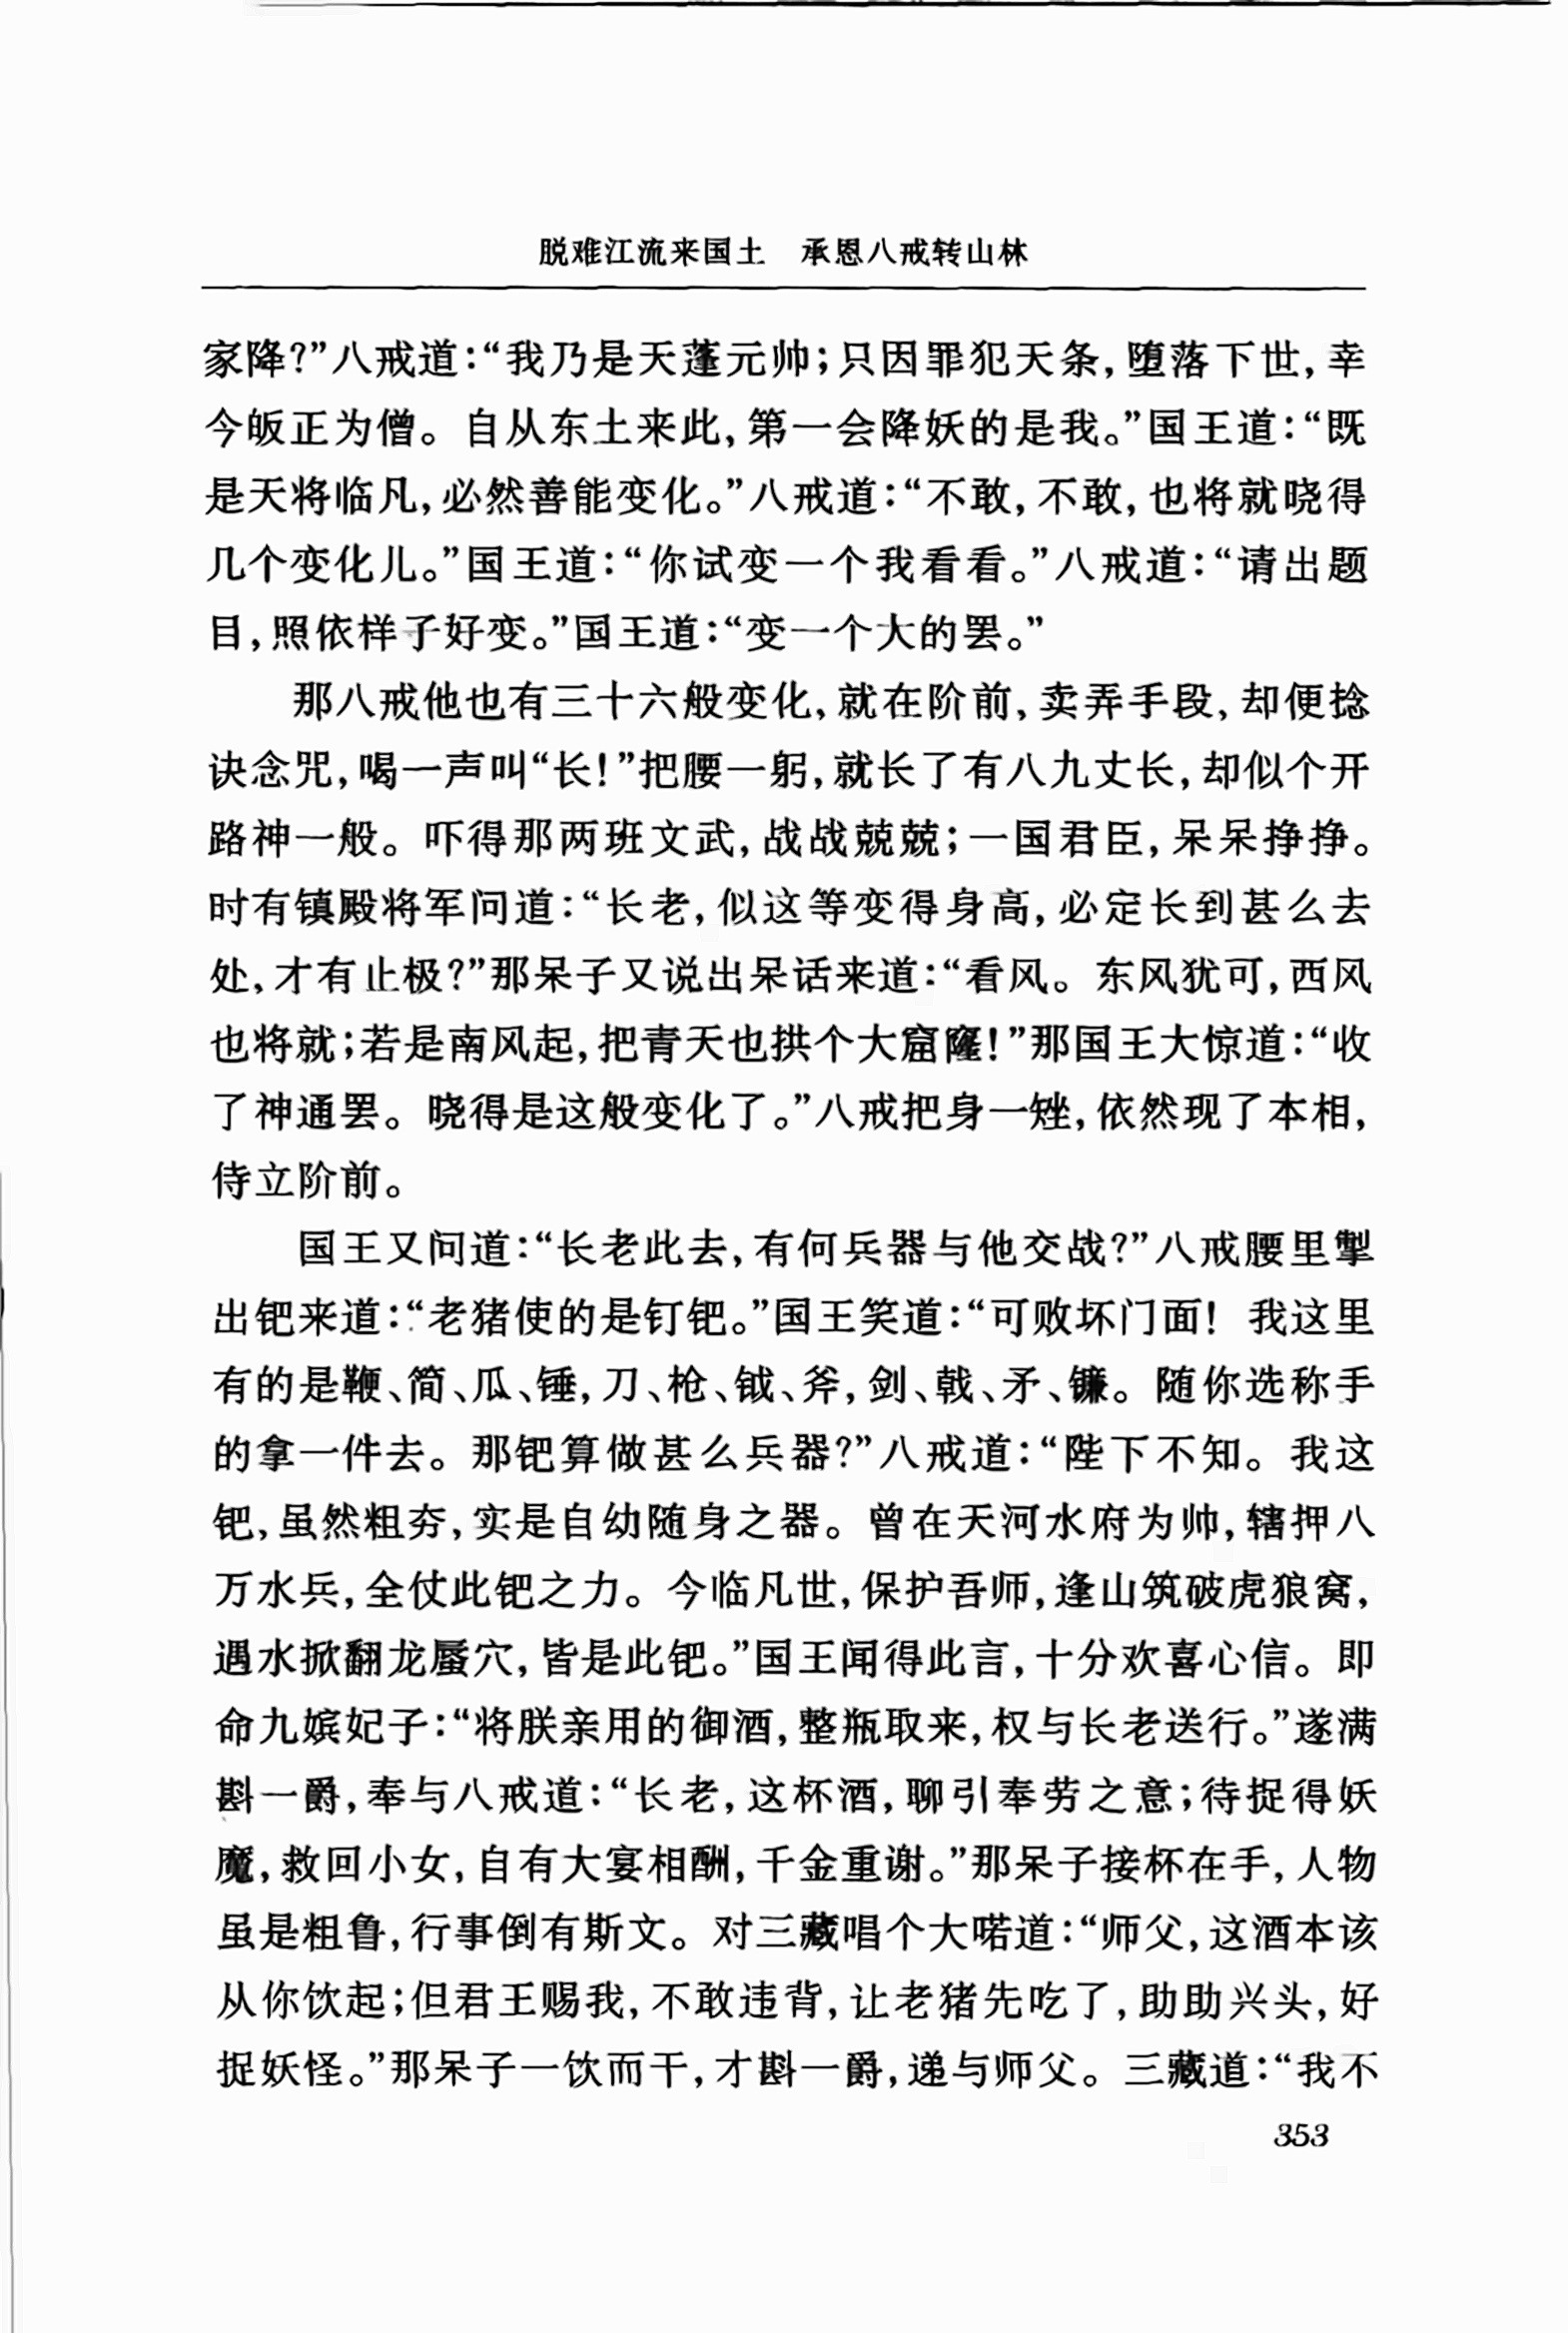 脱难江流来国土　承恩八戒转山林
家降?”八戒道:“我乃是天蓬元帅;只因罪犯天条,堕落下世,幸
今皈正为僧。自从东土来此,第一会降妖的是我。”国王道:“既
是天将临凡,必然善能变化。”八戒道:“不敢,不敢,也将就晓得
几个变化儿。”国王道:“你试变一个我看看。”八戒道:“请出题
目,照依样子好变。”国王道:“变一个大的罢。”
那八戒他也有三十六般变化,就在阶前,卖弄手段,却便捻
诀念咒,喝一声叫“长!”把腰一躬,就长了有八九丈长,却似个开
路神一般。吓得那两班文武,战战兢兢;一国君臣,呆呆挣挣。
时有镇殿将军问道:“长老,似这等变得身高,必定长到甚么去
处,才有止极?”那呆子又说出呆话来道:“看风。东风犹可,西风
也将就;若是南风起,把青天也拱个大窟窿!”那国王大惊道:“收
了神通罢。晓得是这般变化了。”八戒把身一矬,依然现了本相,
侍立阶前。
国王又问道:“长老此去,有何兵器与他交战?”八戒腰里掣
出钯来道:“老猪使的是钉钯。”国王笑道:“可败坏门面! 我这里
有的是鞭、简、瓜、锤,刀、枪、钺、斧,剑、戟、矛、镰。随你选称手
的拿一件去。那钯算做甚么兵器?”八戒道:“陛下不知。我这
钯,虽然粗夯,实是自幼随身之器。曾在天河水府为帅,辖押八
万水兵,全仗此钯之力。今临凡世,保护吾师,逢山筑破虎狼窝,
遇水掀翻龙蜃穴,皆是此钯。”国王闻得此言,十分欢喜心信。即
命九嫔妃子:“将朕亲用的御酒,整瓶取来,权与长老送行。”遂满
斟一爵,奉与八戒道:“长老,这杯酒,聊引奉劳之意;待捉得妖
魔,救回小女,自有大宴相酬,千金重谢。”那呆子接杯在手,人物
虽是粗鲁,行事倒有斯文。对三藏唱个大喏道:“师父,这酒本该
从你饮起;但君王赐我,不敢违背,让老猪先吃了,助助兴头,好
捉妖怪。”那呆子一饮而干,才斟一爵,递与师父。三藏道:“我不
353